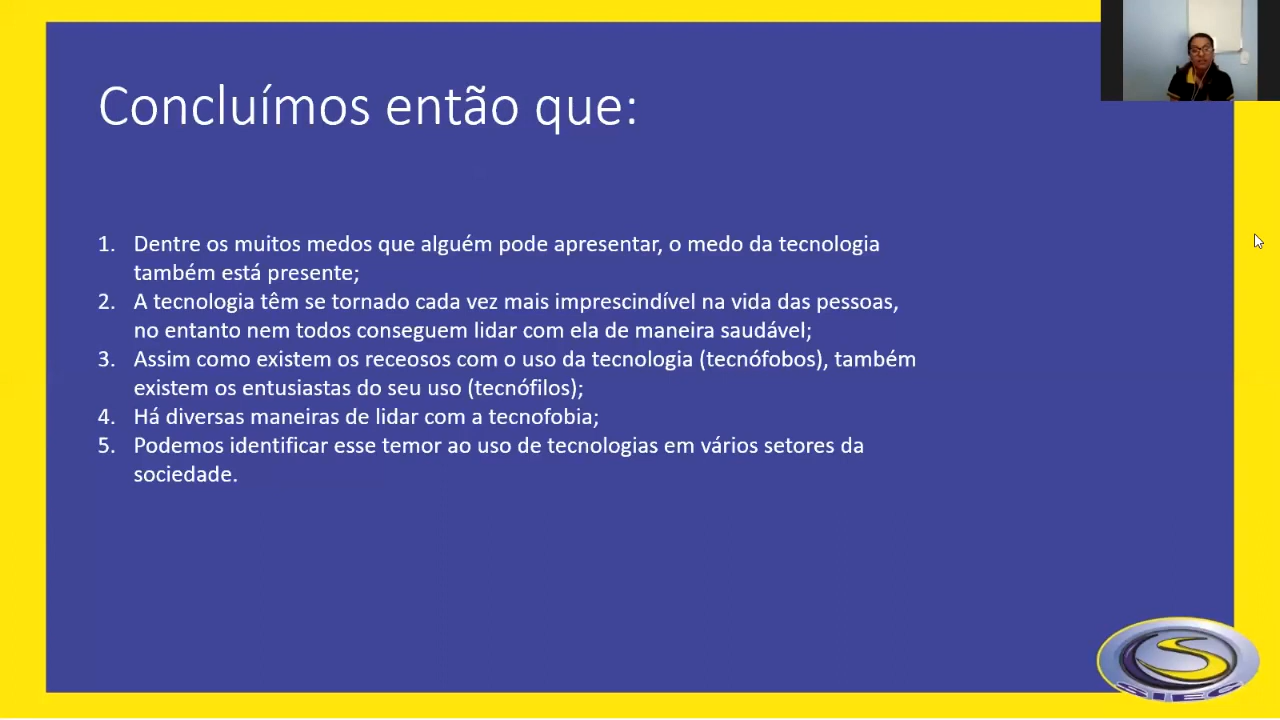 Concluímos então que:
1. Dentre os muitos medos que alguém pode apresentar, o medo da tecnologia
também está presente;
2. A tecnologia têm se tornado cada vez mais imprescindível na vida das pessoas,
no entanto nem todos conseguem lidar com ela de maneira saudável;
3. Assim como existem os receosos com o uso da tecnologia (tecnófobos), também
existem os entusiastas do seu uso (tecnófilos);
4. Há diversas maneiras de lidar com a tecnofobia;
5. Podemos identificar esse temor ao uso de tecnologias em vários setores da
sociedade.